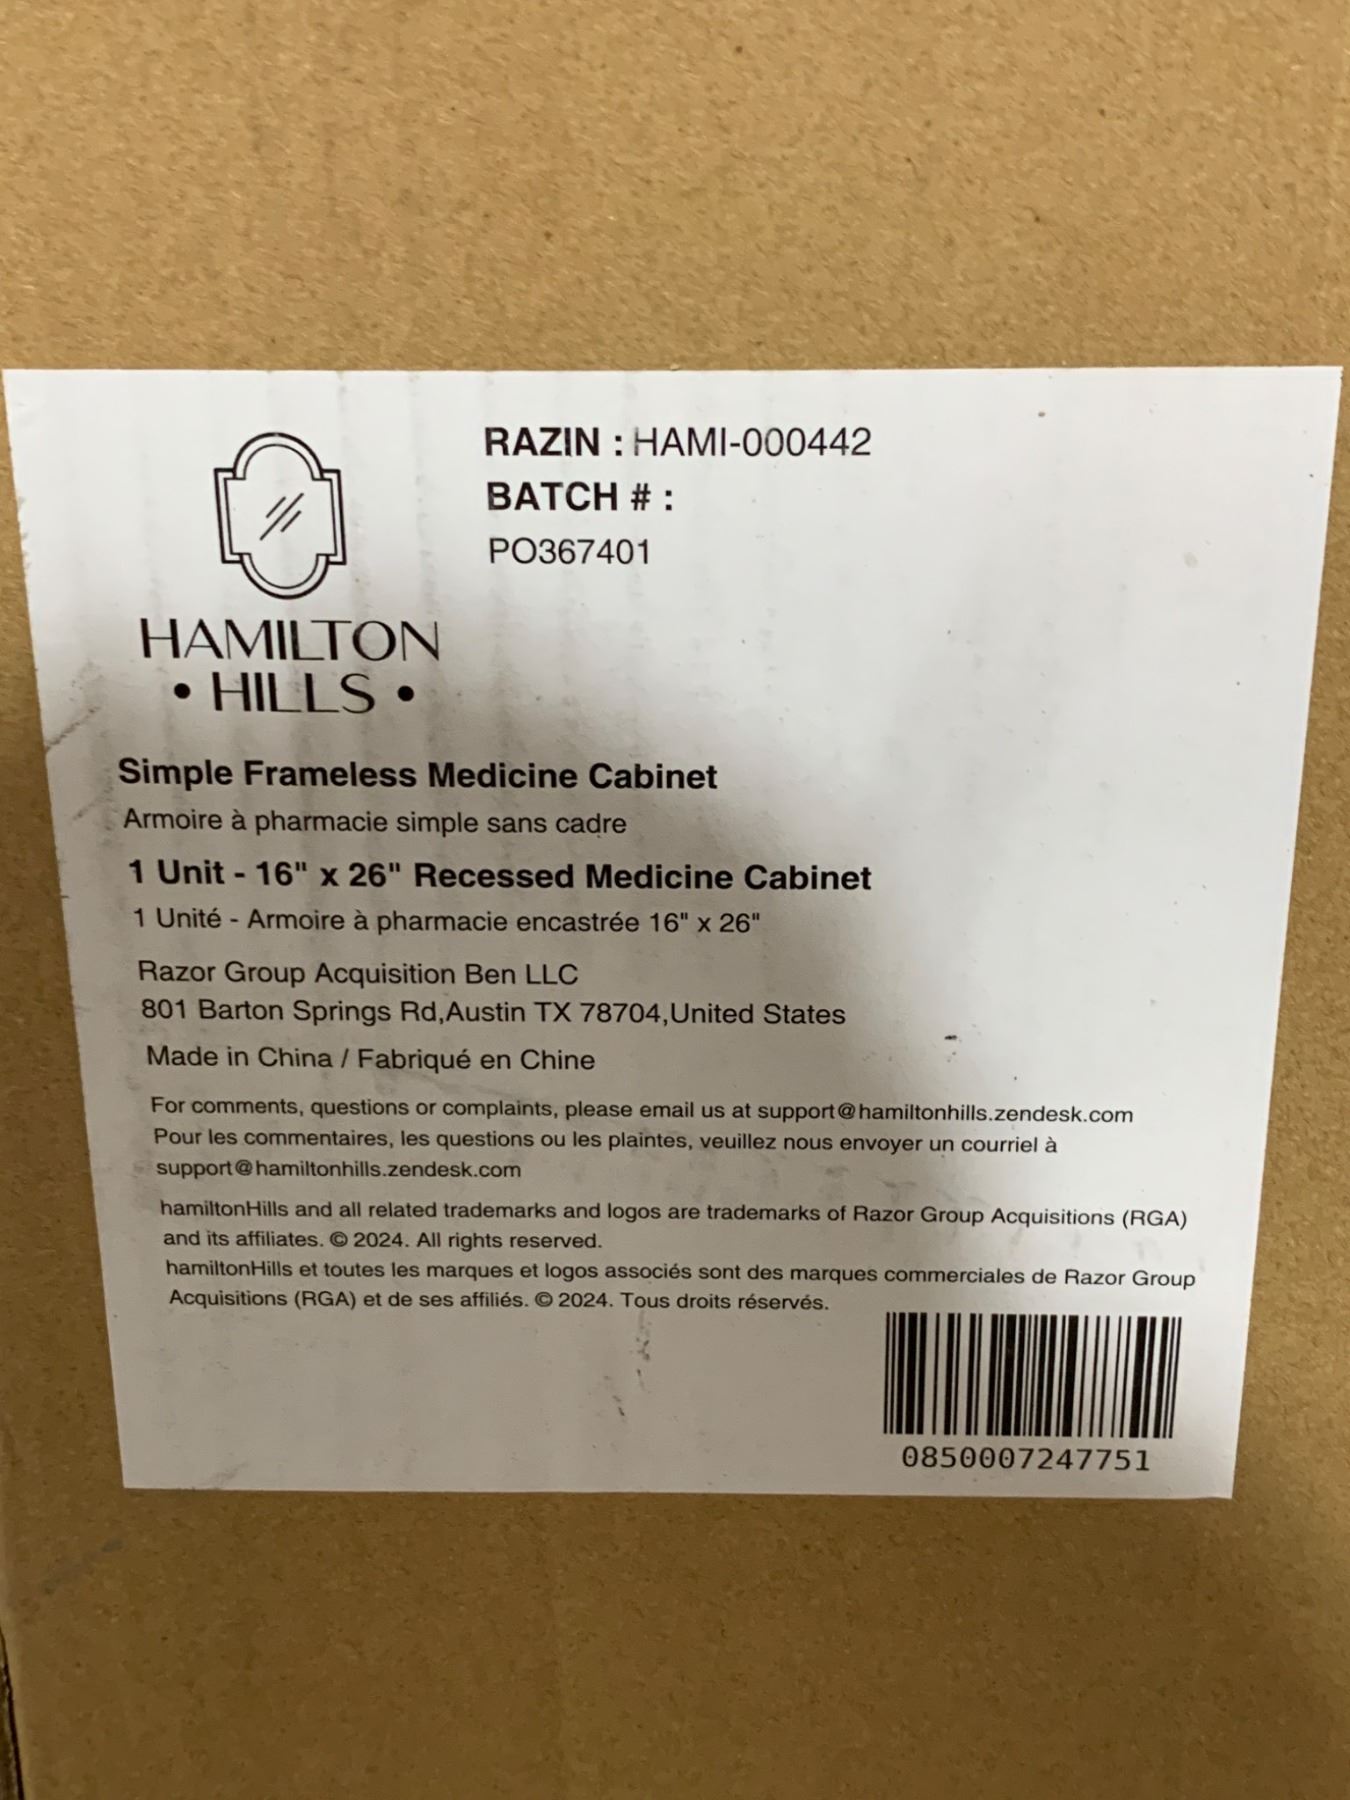 RAZIN : HAMI-000442
BATCH # :
PO367401
HAMILTON
• HILLS •
Simple Frameless Medicine Cabinet
Armoire à pharmacie simple sans cadre
1 Unit - 16" x 26" Recessed Medicine Cabinet
1 Unité - Armoire à pharmacie encastrée 16" x 26"
Razor Group Acquisition Ben LLC
801 Barton Springs Rd,Austin TX 78704,United States
Made in China / Fabriqué en Chine
For comments, questions or complaints, please email us at support@hamiltonhills.zendesk.com
Pour les commentaires, les questions ou les plaintes, veuillez nous envoyer un courriel à
support@hamiltonhills.zendesk.com
hamiltonHills and all related trademarks and logos are trademarks of Razor Group Acquisitions (RGA)
and its affiliates. © 2024. All rights reserved.
hamiltonHills et toutes les marques et logos associés sont des marques commerciales de Razor Group
Acquisitions (RGA) et de ses affiliés. © 2024. Tous droits réservés.
0850007247751